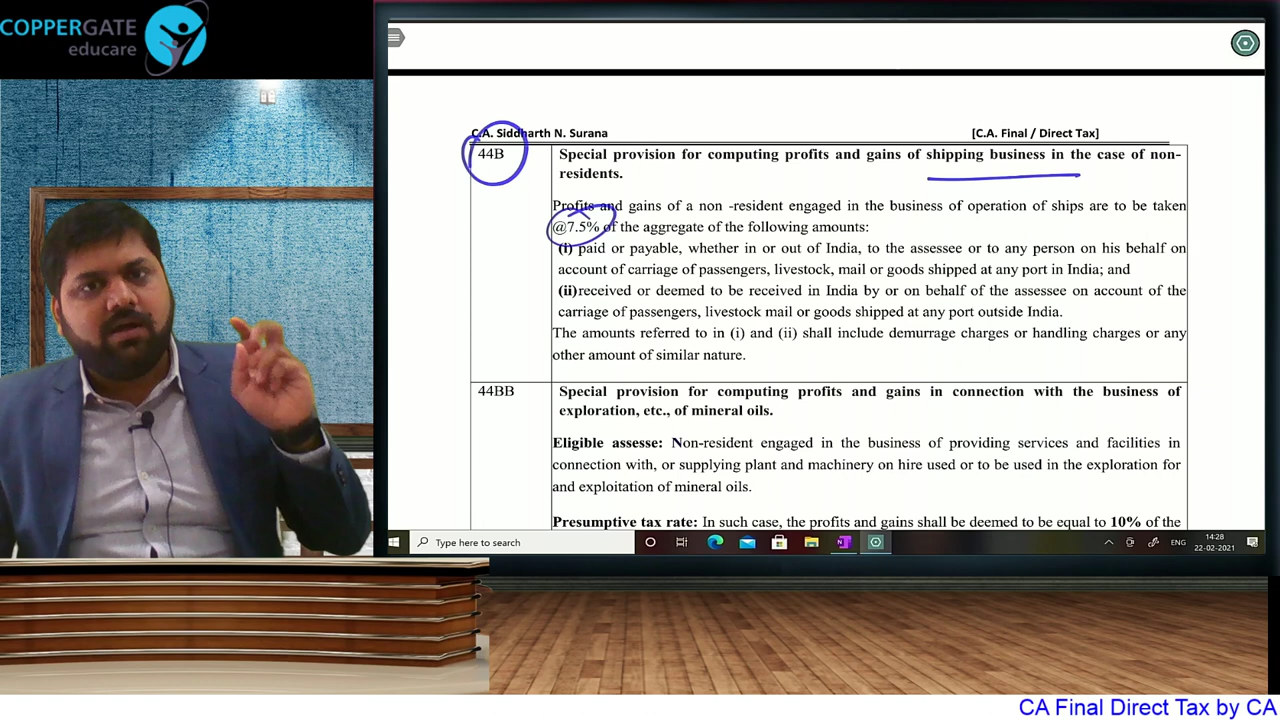 COPPERGATE
educare
C.A. Siddharth N. Surana
[C.A. Final / Direct Tax]
44B
Special provision for computing profits and gains of shipping business in the case of non-
residents.
Profits and gains of a non -resident engaged in the business of operation of ships are to be taken
@7.5% of the aggregate of the following amounts:
(i) paid or payable, whether in or out of India, to the assessee or to any person on his behalf on
account of carriage of passengers, livestock, mail or goods shipped at any port in India; and
(ii)received or deemed to be received in India by or on behalf of the assessee on account of the
carriage of passengers, livestock mail or goods shipped at any port outside India.
The amounts referred to in (i) and (ii) shall include demurrage charges or handling charges or any
other amount of similar nature.
44BB
Special provision for computing profits and gains in connection with the business of
exploration, etc., of mineral oils.
Eligible assesse: Non-resident engaged in the business of providing services and facilities in
connection with, or supplying plant and machinery on hire used or to be used in the exploration for
and exploitation of mineral oils.
Presumptive tax rate: In such case, the profits and gains shall be deemed to be equal to 10% of the
Type here to search
ENG
14:28
22-02-2021
CA Final Direct Tax by CA